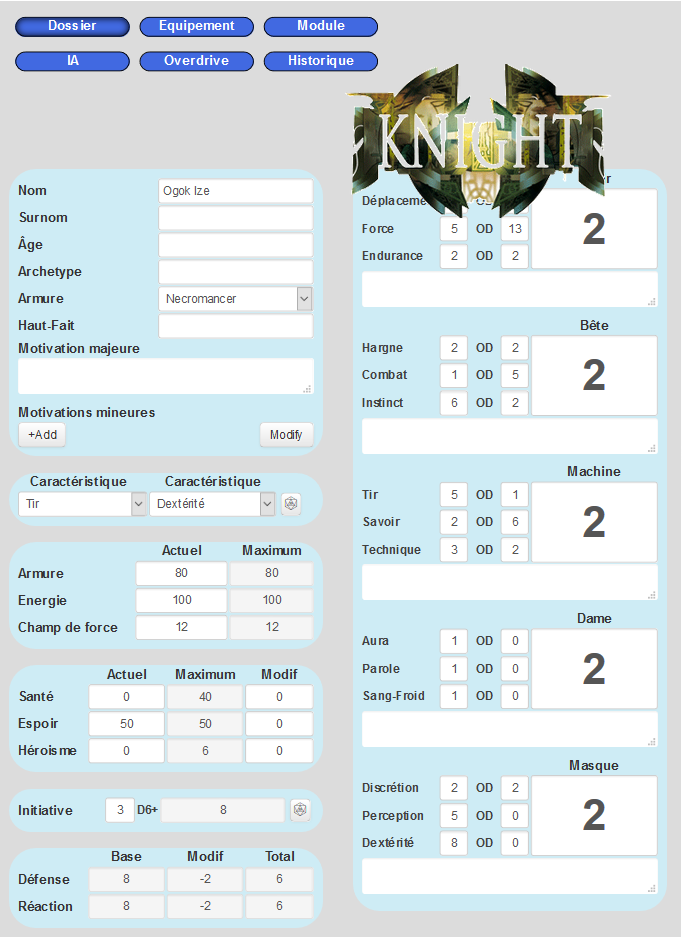 Dossier Equipement Module
IA Overdrive Historique
KNIGHT
Nom Ogok Ize
Surnom
Âge
Archetype
Armure Necromancer
Haut-Fait
Motivation majeure
Motivations mineures
+Add Modify
Caractéristique Caractéristique
Tir Dextérité
Actuel Maximum
Armure 80 80
Energie 100 100
Champ de force 12 12
Actuel Maximum Modif
Santé 0 40 0
Espoir 50 50 0
Héroisme 0 6 0
Initiative 3 D6+ 8
Base Modif Total
Défense 8 -2 6
Réaction 8 -2 6
Force 5 OD 13
2
Endurance 2 OD 2
Bête
Hargne 2 OD 2
Combat 1 OD 5
2
Instinct 6 OD 2
Machine
Tir 5 OD 1
Savoir 2 OD 6
2
Technique 3 OD 2
Dame
Aura 1 OD 0
Parole 1 OD 0
2
Sang-Froid 1 OD 0
Masque
Discrétion 2 OD 2
Perception 5 OD 0
2
Dextérité 8 OD 0